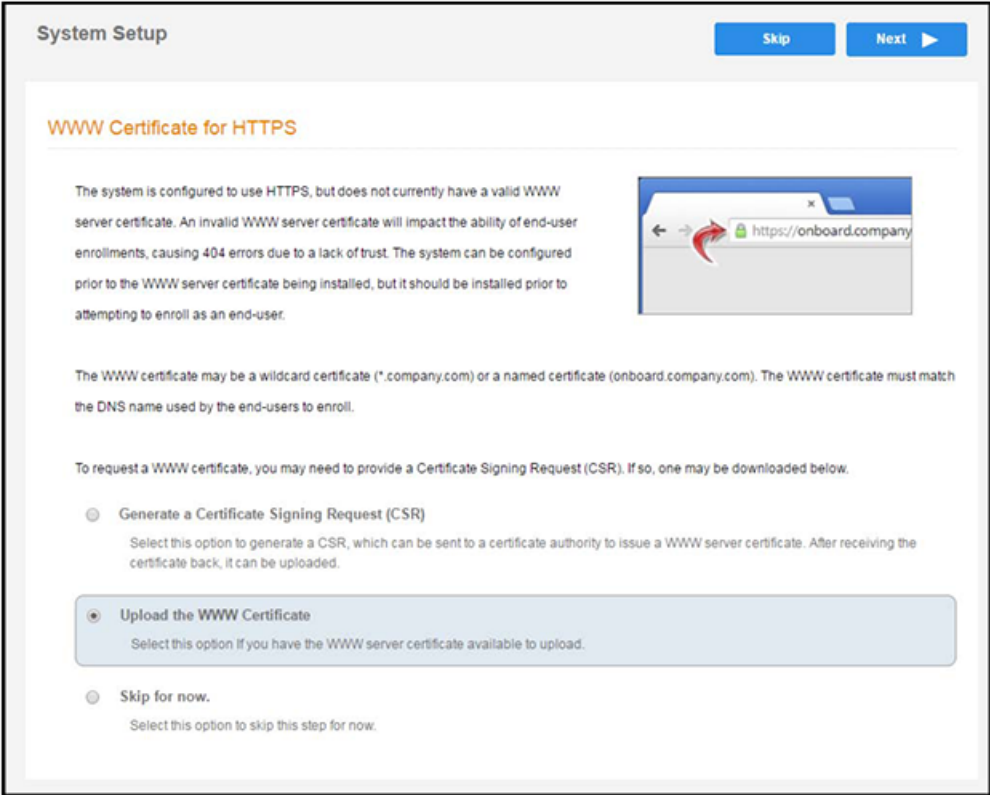 System Setup
Skip
Next
WWW Certificate for HTTPS
The system is configured to use HTTPS, but does not currently have a valid WWW
server certificate. An invalid WWW server certificate will impact the ability of end-user
enrollments, causing 404 errors due to a lack of trust. The system can be configured
prior to the WWW server certificate being installed, but it should be installed prior to
attempting to enroll as an end-user.
https://onboard.company
The WWW certificate may be a wildcard certificate (*.company.com) or a named certificate (onboard.company.com). The WWW certificate must match
the DNS name used by the end-users to enroll.
To request a WWW certificate, you may need to provide a Certificate Signing Request (CSR). If so, one may be downloaded below.
Generate a Certificate Signing Request (CSR)
Select this option to generate a CSR, which can be sent to a certificate authority to issue a WWW server certificate. After receiving the
certificate back, it can be uploaded.
Upload the WWW Certificate
Select this option If you have the WWW server certificate available to upload.
Skip for now.
Select this option to skip this step for now.